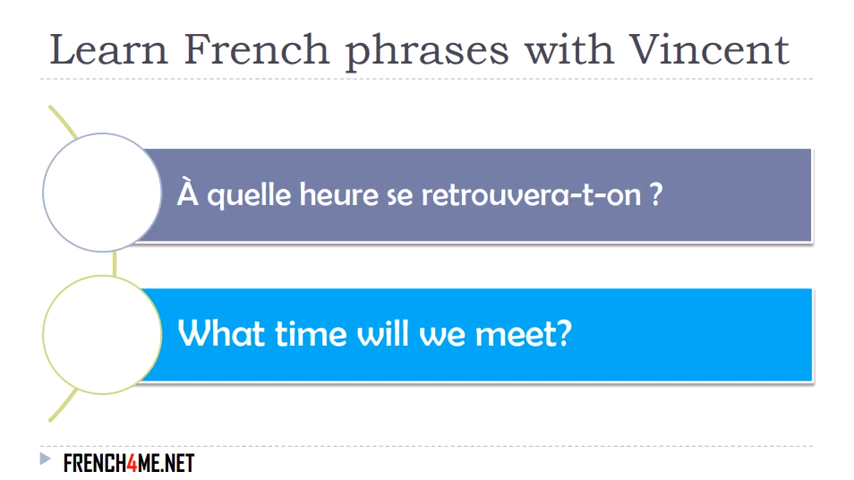 Learn French phrases with Vincent
À quelle heure se retrouvera-t-on ?
What time will we meet?
FRENCH4ME.NET